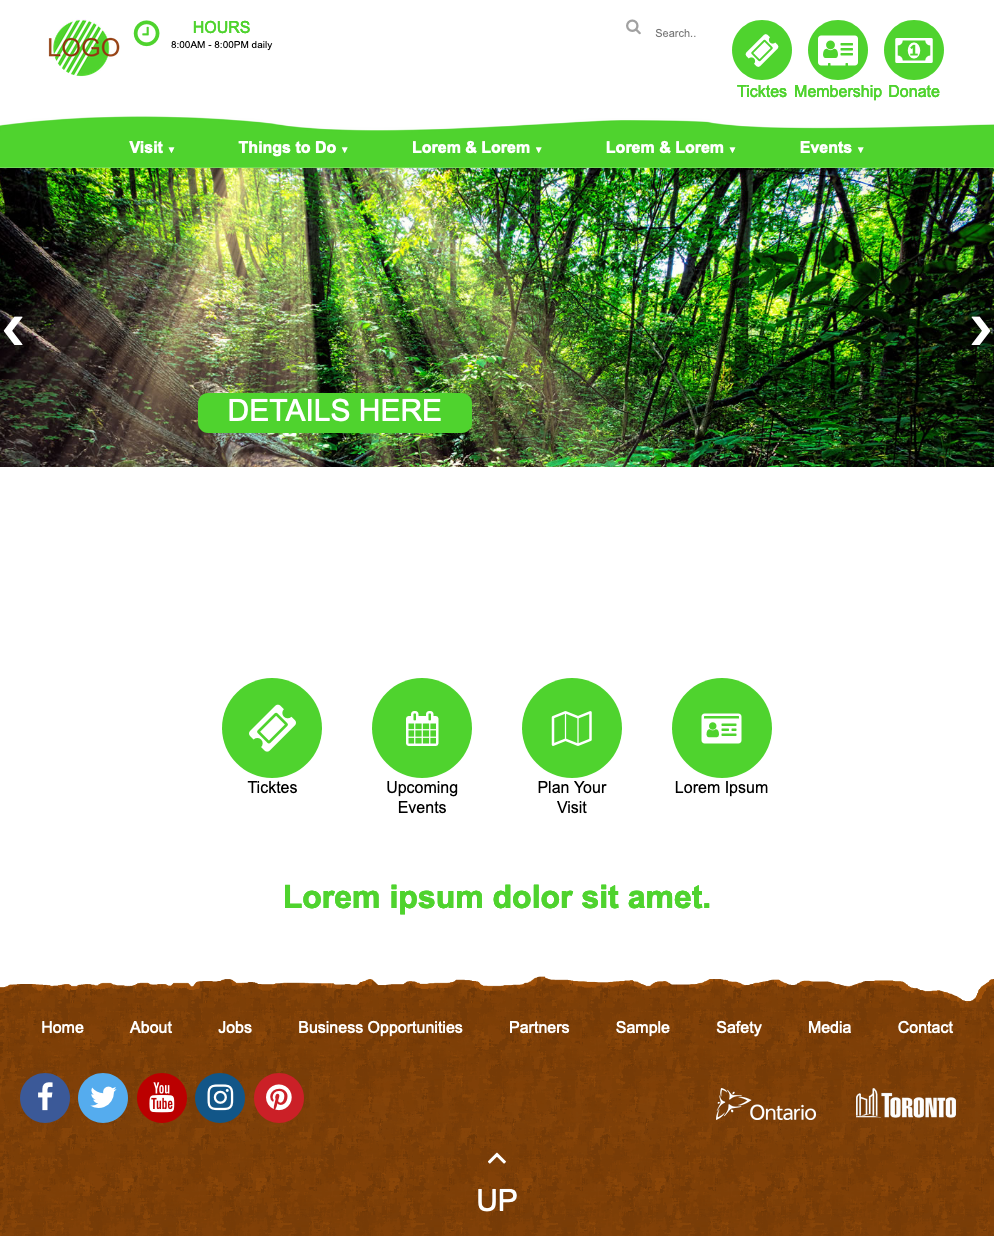 LOGO
HOURS
8:00AM - 8:00PM daily
Search..
Ticktes Membership Donate
Visit ▼ Things to Do ▼ Lorem & Lorem ▼ Lorem & Lorem ▼ Events ▼
DETAILS HERE
Ticktes
Upcoming
Events
Plan Your
Visit
Lorem Ipsum
Lorem ipsum dolor sit amet.
Home About Jobs Business Opportunities Partners Sample Safety Media Contact
You
Tube
Ontario
TORONTO
UP